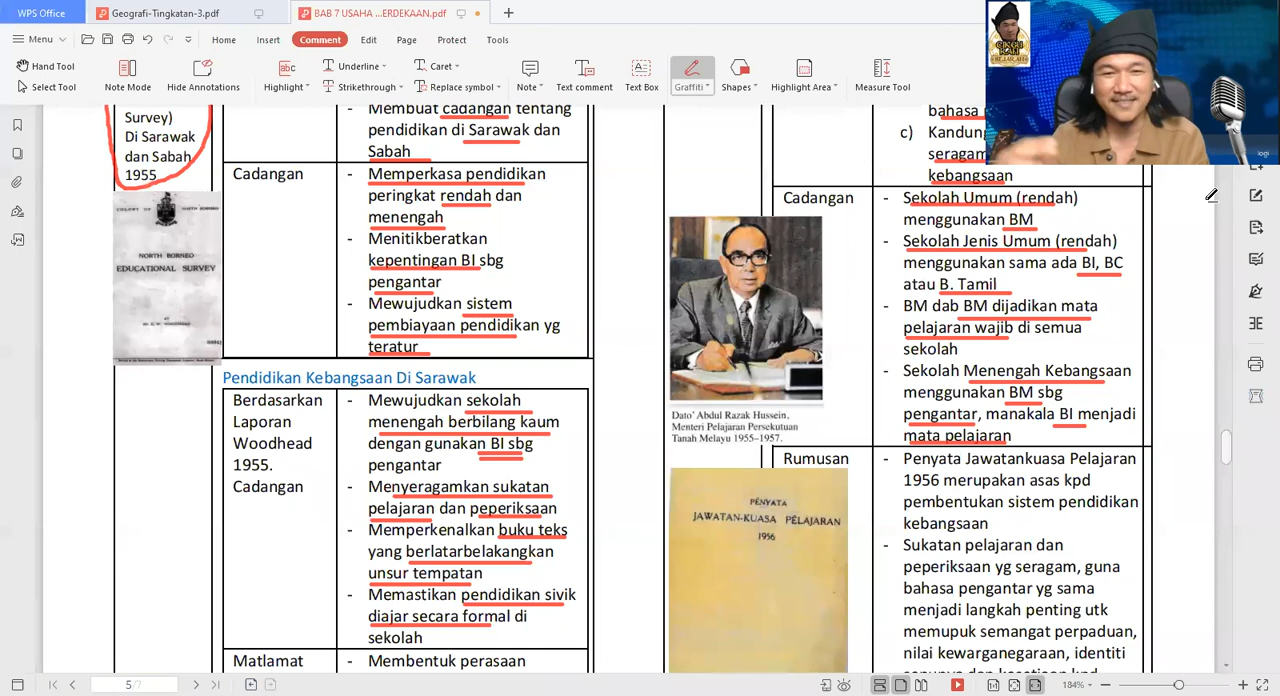 WPS Office
Geografi-Tingkatan-3.pdf
BAB 7 USAHA ...ERDEKAAN.pdf
Menu
Home
Insert
Comment
Edit
Page
Protect
Tools
Hand Tool
Select Tool
Note Mode
Hide Annotations
Highlight
Underline
Strikethrough
Caret
Replace symbol
Note
Text comment
Text Box
Graffiti
Shapes
Highlight Area
Measure Tool
CIKGU
Survey)
Di Sarawak
dan Sabah
1955
NORTH BORNEO
EDUCATIONAL SURVEY
- Membuat cadangan tentang
pendidikan di Sarawak dan
Sabah
Cadangan
- Memperkasa pendidikan
peringkat rendah dan
menengah
- Menitikberatkan
kepentingan BI sbg
pengantar
- Mewujudkan sistem
pembiayaan pendidikan yg
teratur
Pendidikan Kebangsaan Di Sarawak
Berdasarkan
Laporan
Woodhead
1955.
Cadangan
- Mewujudkan sekolah
menengah berbilang kaum
dengan gunakan BI sbg
pengantar
- Menyeragamkan sukatan
pelajaran dan peperiksaan
- Memperkenalkan buku teks
yang berlatarbelakangkan
unsur tempatan
- Memastikan pendidikan sivik
diajar secara formal di
sekolah
Matlamat
- Membentuk perasaan
bahasa
c) Kandung
seragam
kebangsaan
Cadangan
- Sekolah Umum (rendah)
menggunakan BM
- Sekolah Jenis Umum (rendah)
menggunakan sama ada BI, BC
atau B. Tamil
- BM dab BM dijadikan mata
pelajaran wajib di semua
sekolah
- Sekolah Menengah Kebangsaan
menggunakan BM sbg
pengantar, manakala BI menjadi
mata pelajaran
Dato' Abdul Razak Hussein,
Menteri Pelajaran Persekutuan
Tanah Melayu 1955–1957.
Rumusan
- Penyata Jawatankuasa Pelajaran
1956 merupakan asas kpd
pembentukan sistem pendidikan
kebangsaan
- Sukatan pelajaran dan
peperiksaan yg seragam, guna
bahasa pengantar yg sama
menjadi langkah penting utk
memupuk semangat perpaduan,
nilai kewarganegaraan, identiti
PENYATA
JAWATAN-KUASA PELAJARAN
1956
logi
5/7
184%